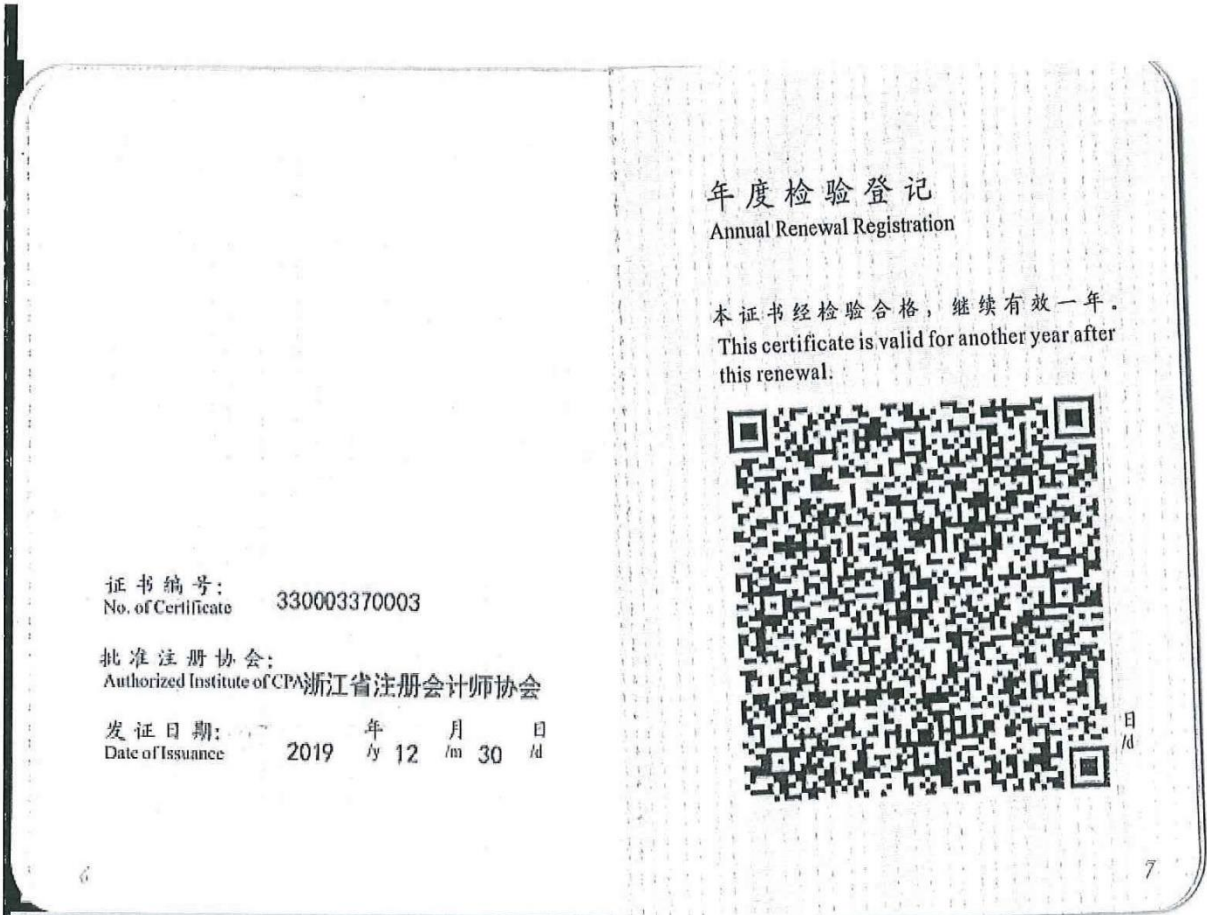 证书编号:
No. of Certificate 330003370003
批准注册协会:
Authorized Institute of CPA浙江省注册会计师协会
发证日期: 年 月 日
Date of Issuance 2019 /y 12 /m 30 /d
6
年度检验登记
Annual Renewal Registration
本证书经检验合格，继续有效一年。
This certificate is valid for another year after
this renewal.
日
/d
7